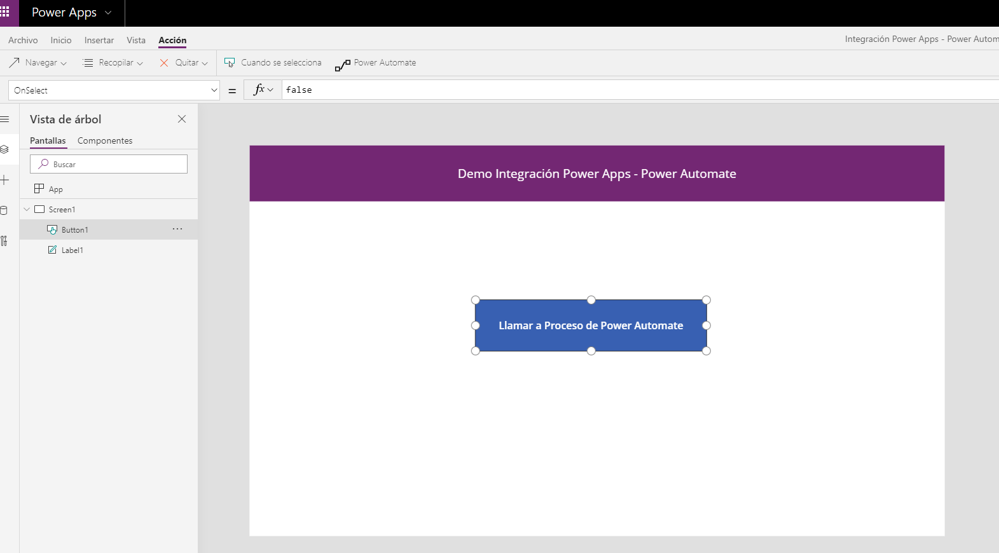 Power Apps
Archivo Inicio Insertar Vista Acción
Integración Power Apps - Power Autom
Navegar Recopilar Quitar Cuando se selecciona Power Automate
OnSelect = fx false
Vista de árbol
Pantallas Componentes
Buscar
App
Screen1
Button1 ...
Label1
Demo Integración Power Apps - Power Automate
Llamar a Proceso de Power Automate